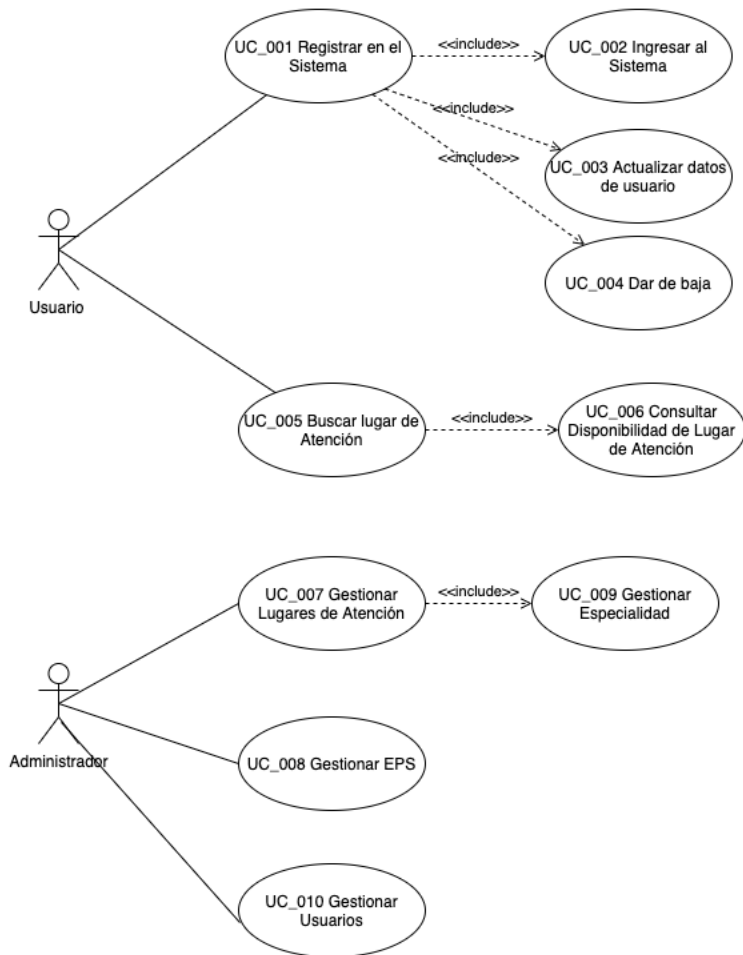 UC_001 Registrar en el
Sistema
<<include>>
UC_002 Ingresar al
Sistema
<<include>>
UC_003 Actualizar datos
de usuario
<<include>>
UC_004 Dar de baja
Usuario
UC_005 Buscar lugar de
Atención
<<include>>
UC_006 Consultar
Disponibilidad de Lugar
de Atención
UC_007 Gestionar
Lugares de Atención
<<include>>
UC_009 Gestionar
Especialidad
Administrador
UC_008 Gestionar EPS
UC_010 Gestionar
Usuarios